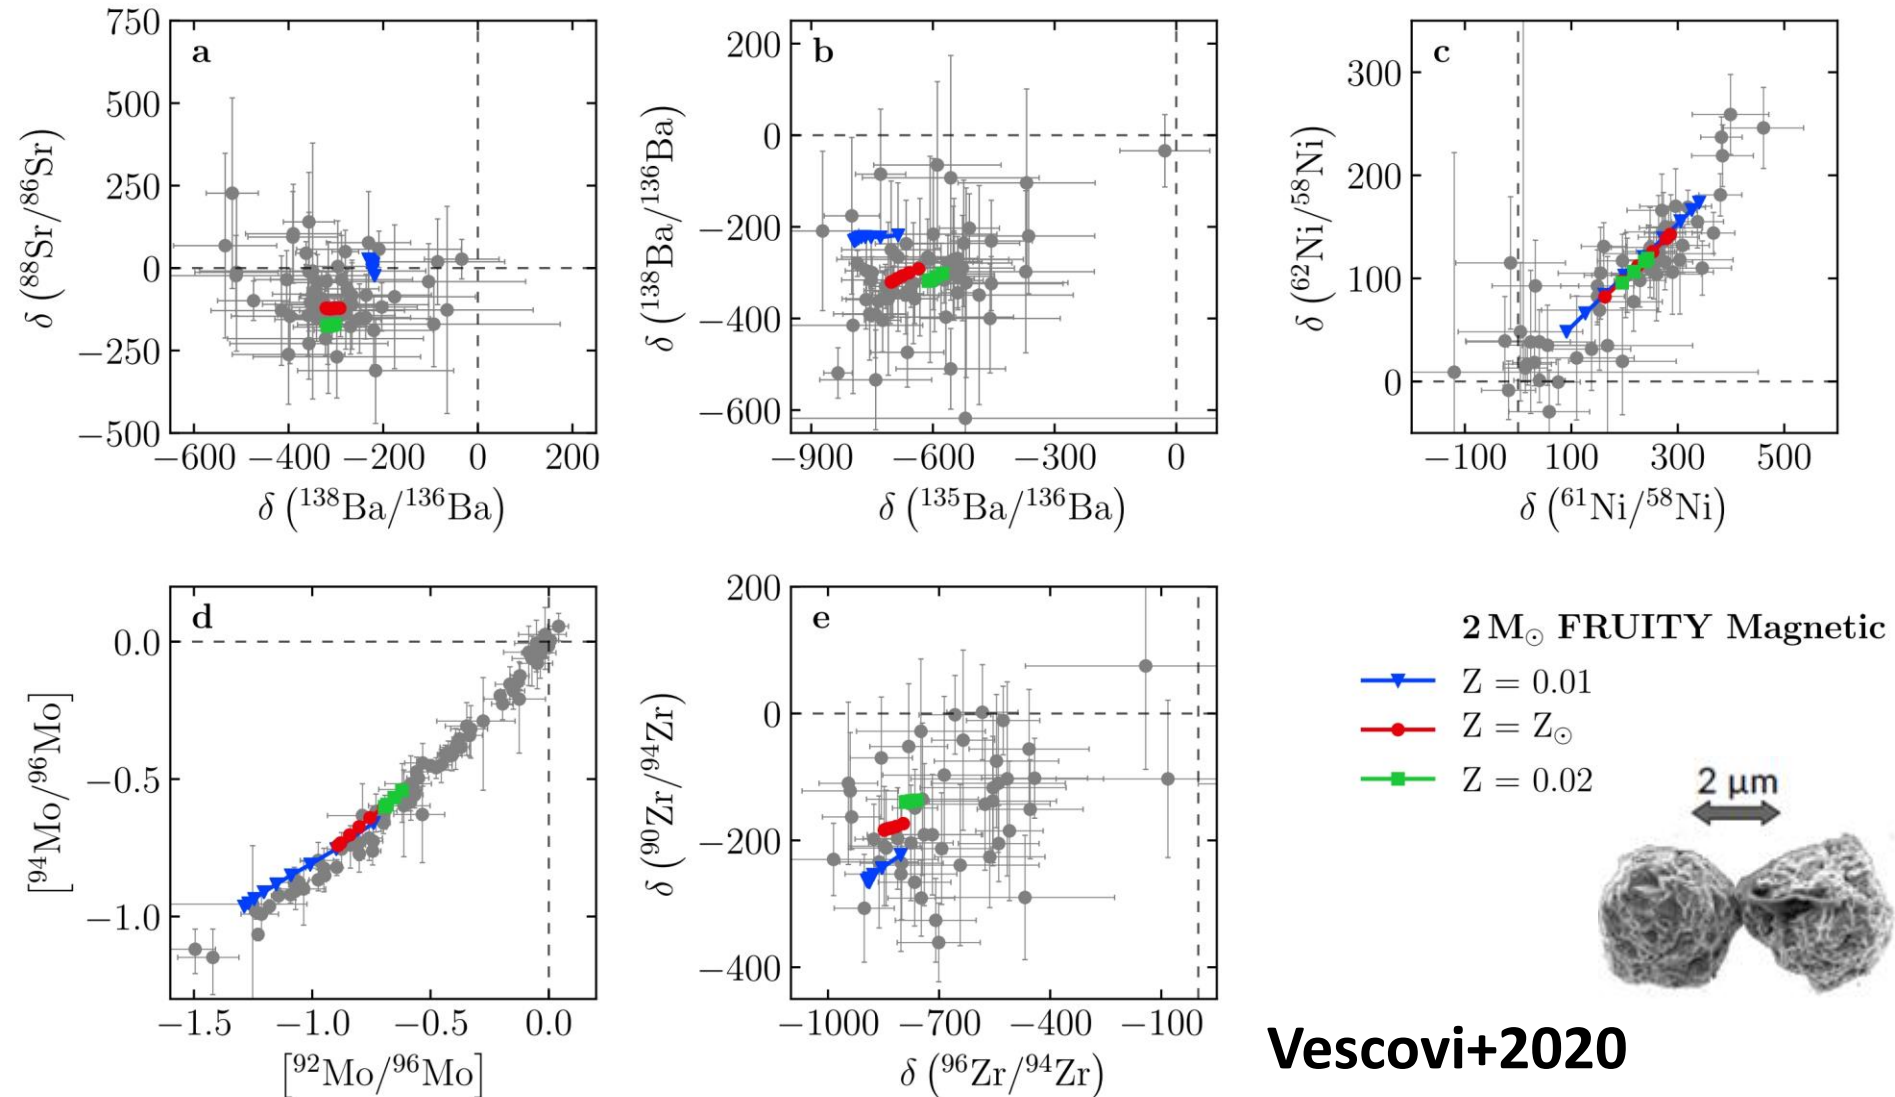 a
750
500
250
0
−250
−500
δ (⁸⁸Sr/⁸⁶Sr)
−600 −400 −200 0 200
δ (¹³⁸Ba/¹³⁶Ba)
b
200
0
−200
−400
−600
δ (¹³⁸Ba/¹³⁶Ba)
−900 −600 −300 0
δ (¹³⁵Ba/¹³⁶Ba)
c
300
200
100
0
δ (⁶²Ni/⁵⁸Ni)
−100 100 300 500
δ (⁶¹Ni/⁵⁸Ni)
d
0.0
−0.5
−1.0
[⁹⁴Mo/⁹⁶Mo]
−1.5 −1.0 −0.5 0.0
[⁹²Mo/⁹⁶Mo]
e
200
0
−200
−400
δ (⁹⁰Zr/⁹⁴Zr)
−1000 −700 −400 −100
δ (⁹⁶Zr/⁹⁴Zr)
2 M☉ FRUITY Magnetic
Z = 0.01
Z = Z☉
Z = 0.02
2 µm
Vescovi+2020